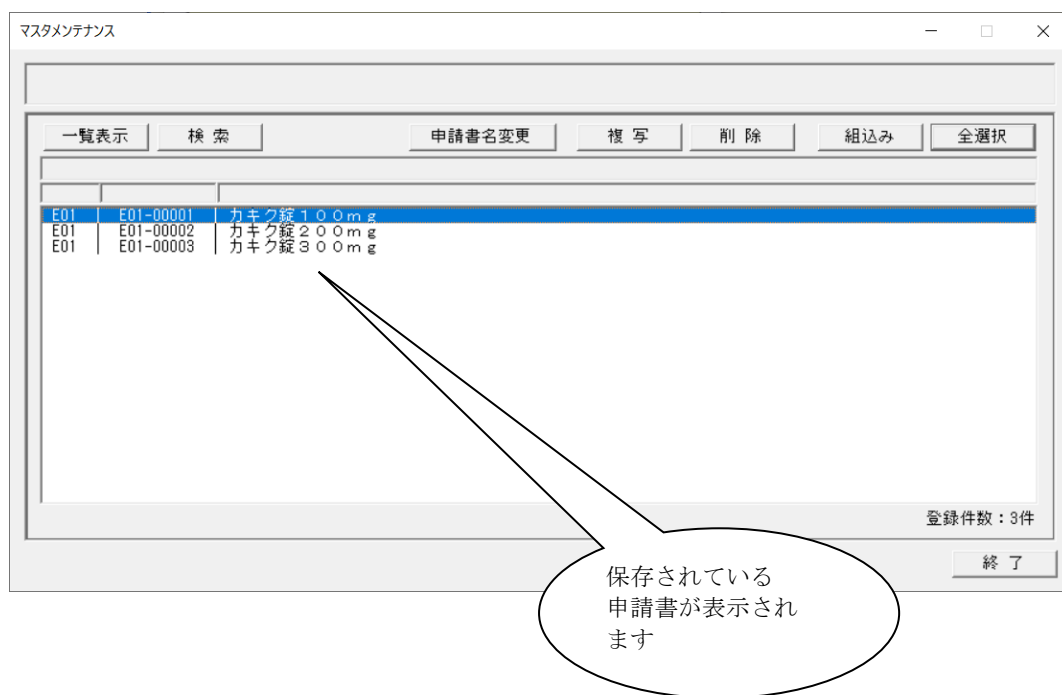 マスタメンテナンス
一覧表示 検 索 申請書名変更 複 写 削 除 組込み 全選択
E01 | E01-00001 | カキク錠１００ｍｇ
E01 | E01-00002 | カキク錠２００ｍｇ
E01 | E01-00003 | カキク錠３００ｍｇ
登録件数：3件
終 了
保存されている
申請書が表示され
ます